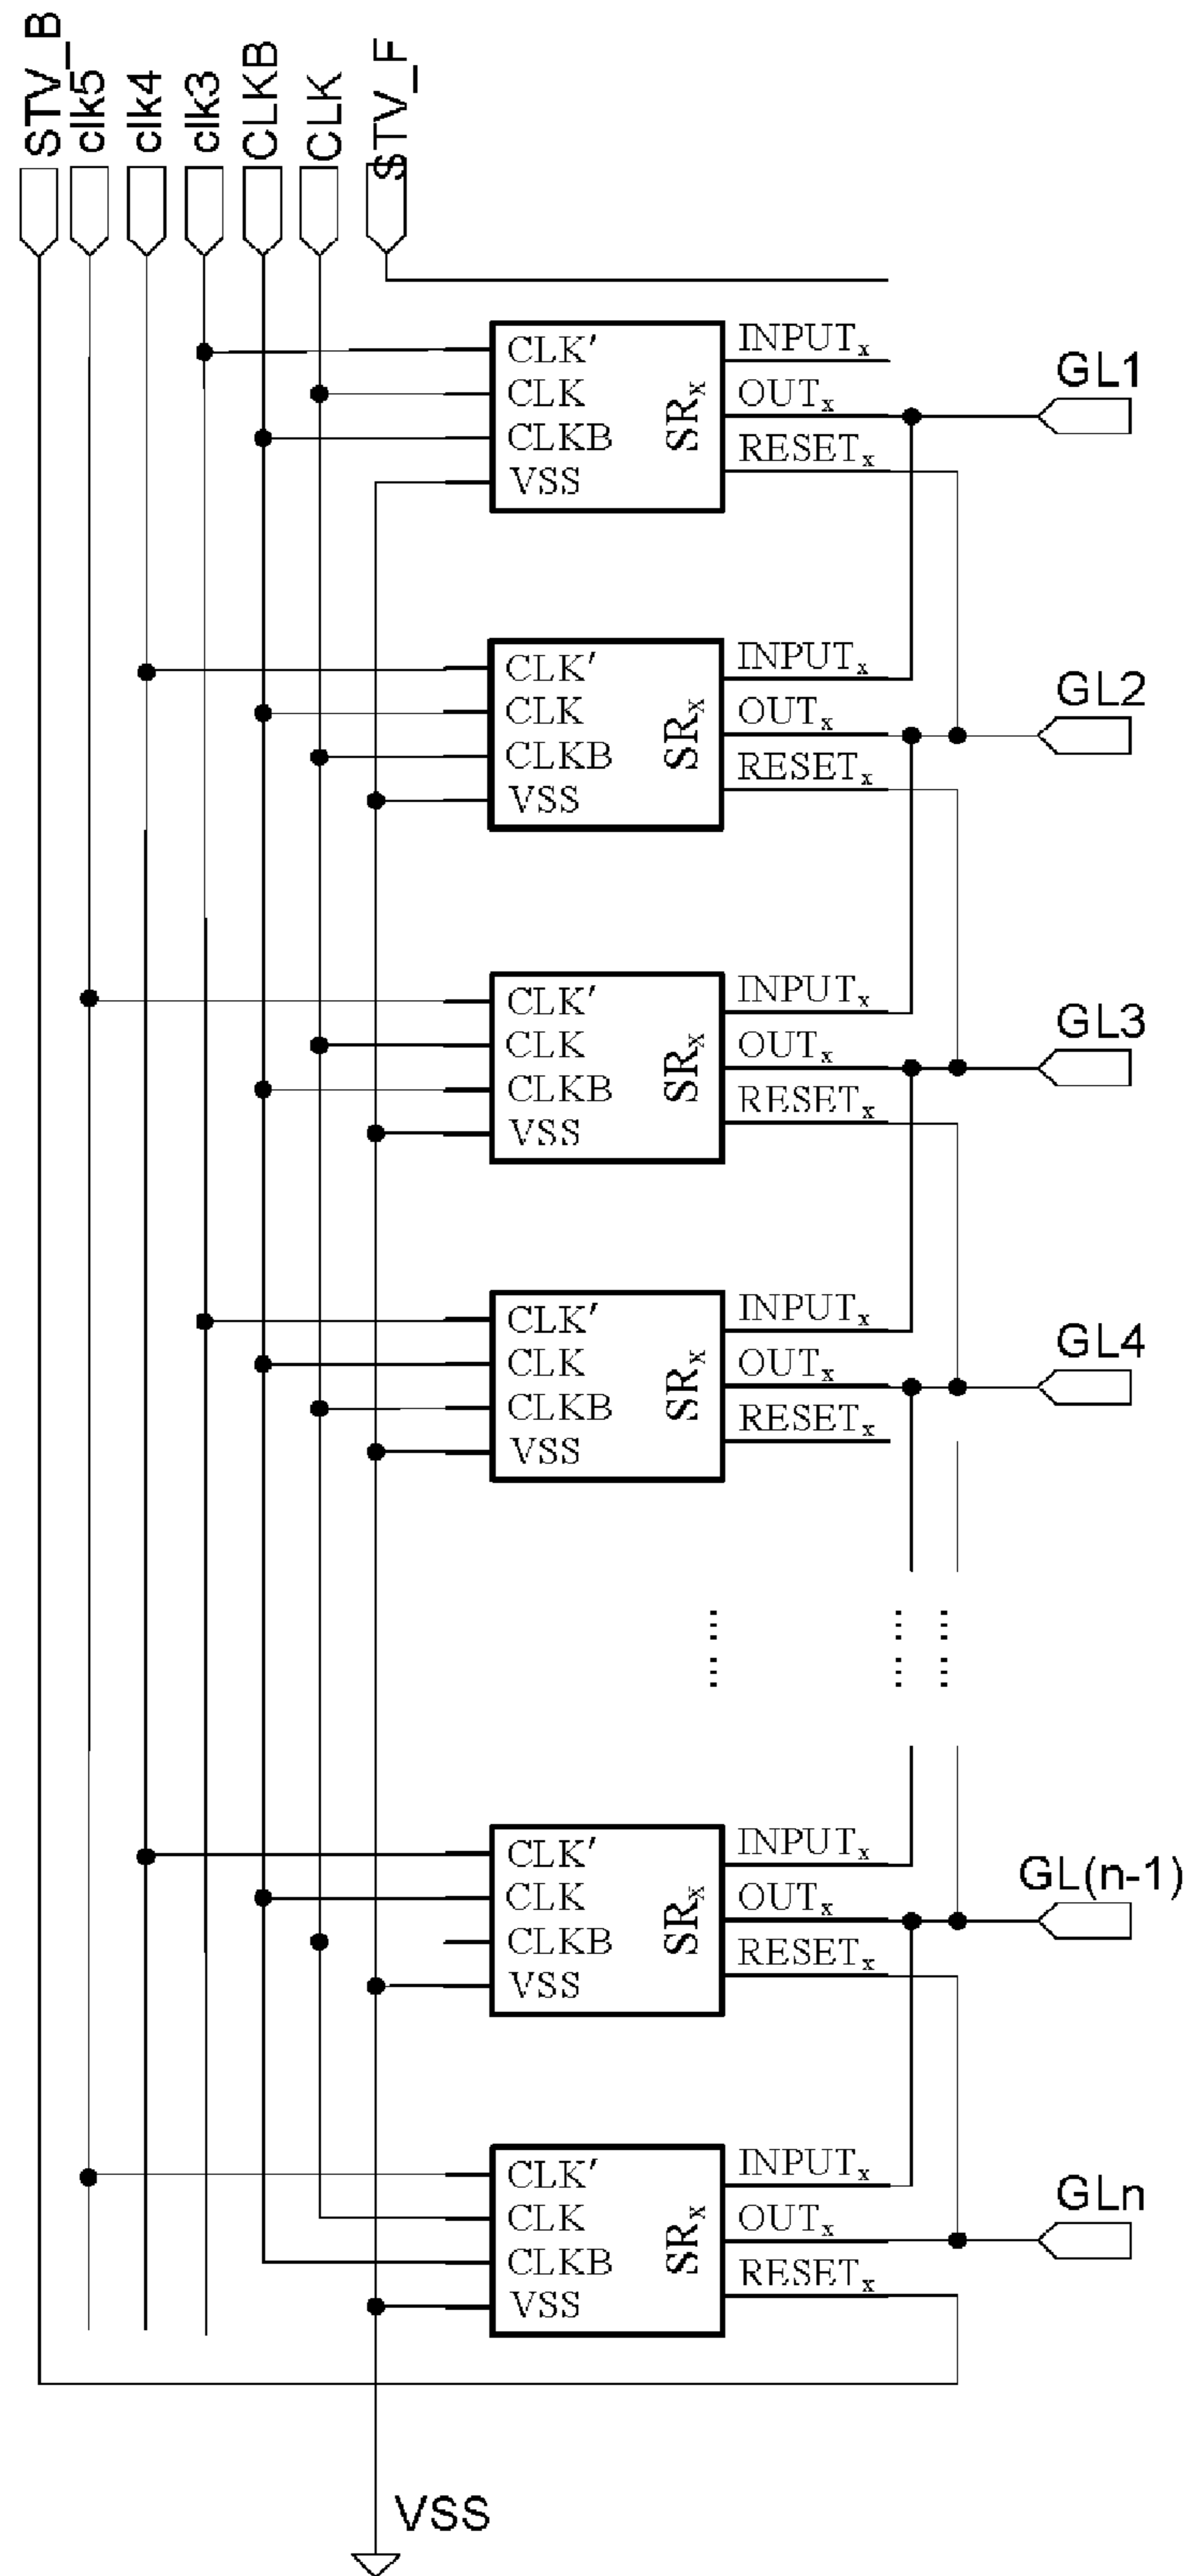 STV_B
clk5
clk4
clk3
CLKB
CLK
STV_F
CLK'
CLK
CLKB
VSS
SRx
INPUTx
OUTx
RESETx
GL1
CLK'
CLK
CLKB
VSS
SRx
INPUTx
OUTx
RESETx
GL2
CLK'
CLK
CLKB
VSS
SRx
INPUTx
OUTx
RESETx
GL3
CLK'
CLK
CLKB
VSS
SRx
INPUTx
OUTx
RESETx
GL4
CLK'
CLK
CLKB
VSS
SRx
INPUTx
OUTx
RESETx
GL(n-1)
CLK'
CLK
CLKB
VSS
SRx
INPUTx
OUTx
RESETx
GLn
VSS